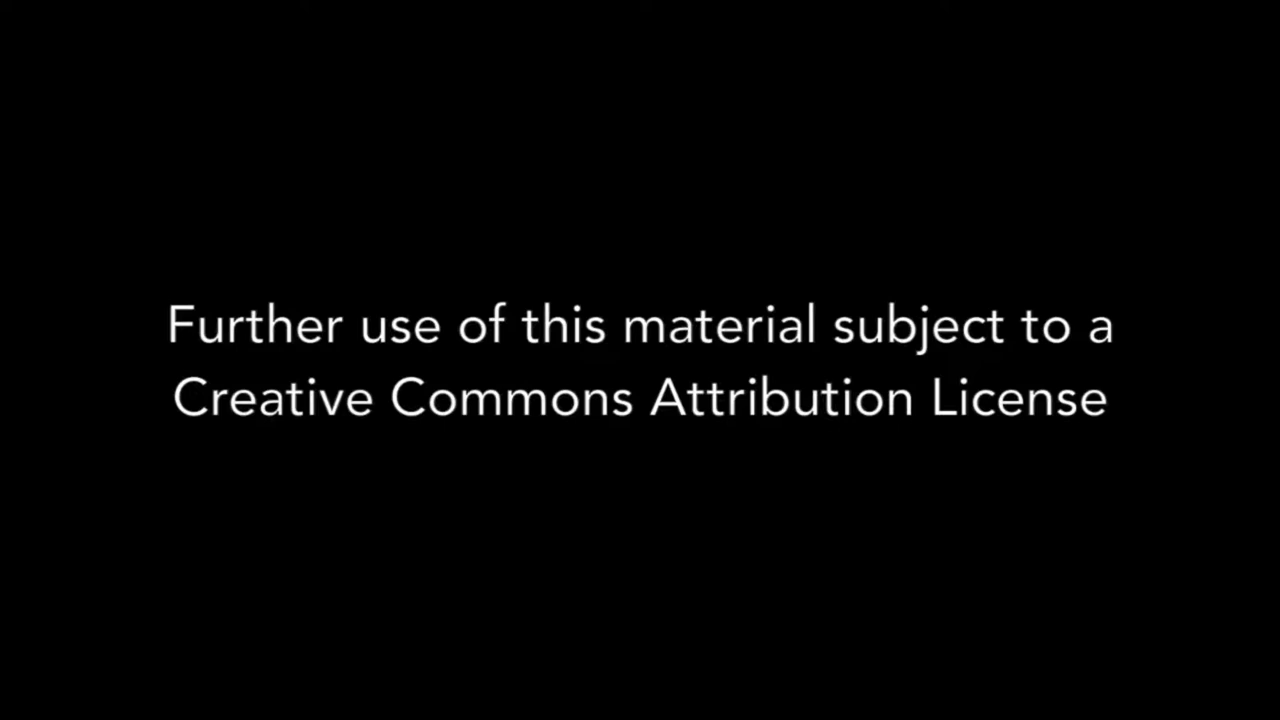 Further use of this material subject to a
Creative Commons Attribution License